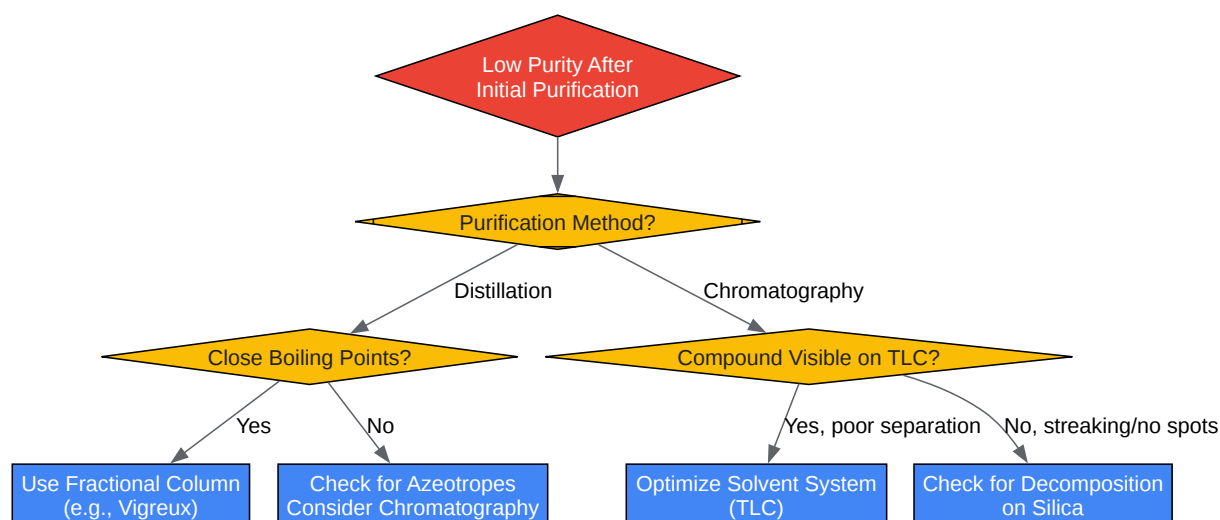 Low Purity After
Initial Purification
Purification Method?
Distillation
Chromatography
Close Boiling Points?
Compound Visible on TLC?
Yes
No
Yes, poor separation
No, streaking/no spots
Use Fractional Column
(e.g., Vigreux)
Check for Azeotropes
Consider Chromatography
Optimize Solvent System
(TLC)
Check for Decomposition
on Silica